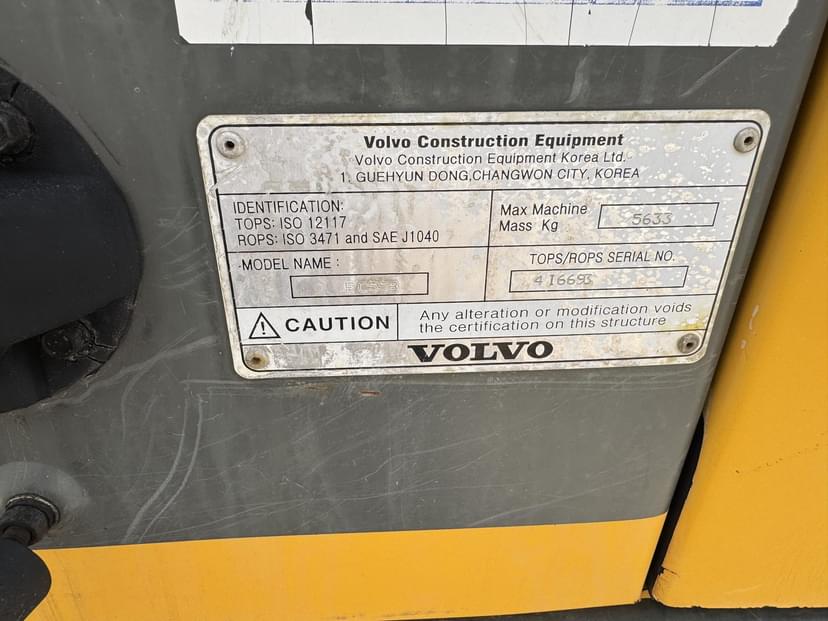 Volvo Construction Equipment
Volvo Construction Equipment Korea Ltd.
1, GUEHYUN DONG,CHANGWON CITY, KOREA
IDENTIFICATION:
TOPS: ISO 12117
ROPS: ISO 3471 and SAE J1040
Max Machine
Mass Kg
5633
MODEL NAME :
TOPS/ROPS SERIAL NO.
416693
CAUTION
Any alteration or modification voids
the certification on this structure
VOLVO